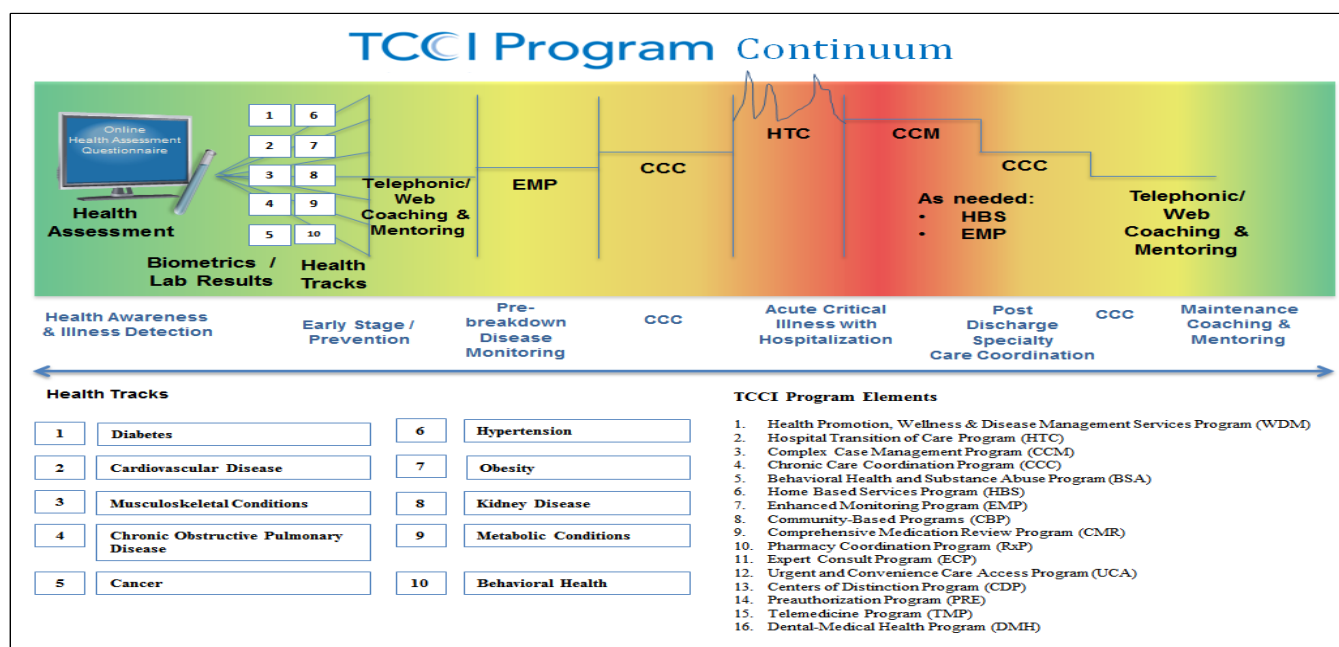 TCCI Program Continuum
Online
Health Assessment
Questionnaire
Health
Assessment
1
6
2
7
3
8
4
9
5
10
Biometrics /
Lab Results
Health
Tracks
Telephonic/
Web
Coaching &
Mentoring
EMP
CCC
HTC
CCM
CCC
As needed:
• HBS
• EMP
Telephonic/
Web
Coaching &
Mentoring
Health Awareness
& Illness Detection
Early Stage /
Prevention
Pre-
breakdown
Disease
Monitoring
CCC
Acute Critical
Illness with
Hospitalization
Post
Discharge
Specialty
Care Coordination
CCC
Maintenance
Coaching &
Mentoring
Health Tracks
1 Diabetes
2 Cardiovascular Disease
3 Musculoskeletal Conditions
4 Chronic Obstructive Pulmonary
Disease
5 Cancer
6 Hypertension
7 Obesity
8 Kidney Disease
9 Metabolic Conditions
10 Behavioral Health
TCCI Program Elements
1. Health Promotion, Wellness & Disease Management Services Program (WDM)
2. Hospital Transition of Care Program (HTC)
3. Complex Case Management Program (CCM)
4. Chronic Care Coordination Program (CCC)
5. Behavioral Health and Substance Abuse Program (BSA)
6. Home Based Services Program (HBS)
7. Enhanced Monitoring Program (EMP)
8. Community-Based Programs (CBP)
9. Comprehensive Medication Review Program (CMR)
10. Pharmacy Coordination Program (RxP)
11. Expert Consult Program (ECP)
12. Urgent and Convenience Care Access Program (UCA)
13. Centers of Distinction Program (CDP)
14. Preauthorization Program (PRE)
15. Telemedicine Program (TMP)
16. Dental-Medical Health Program (DMH)